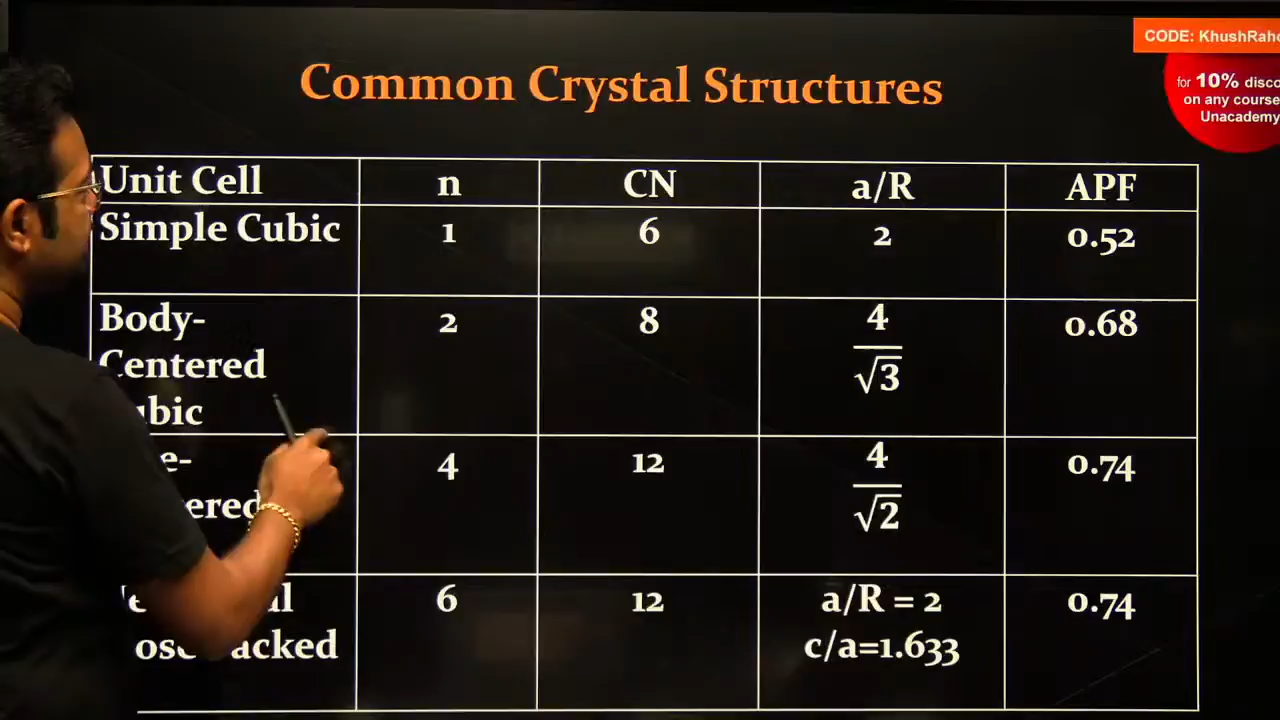 CODE: KhushRaho
for 10% disco
on any course
Unacademy
Common Crystal Structures
Unit Cell n CN a/R APF
Simple Cubic 1 6 2 0.52
Body- 2 8 4/√3 0.68
Centered
ubic
e- 4 12 4/√2 0.74
ered
6 12 a/R = 2 0.74
acked c/a=1.633